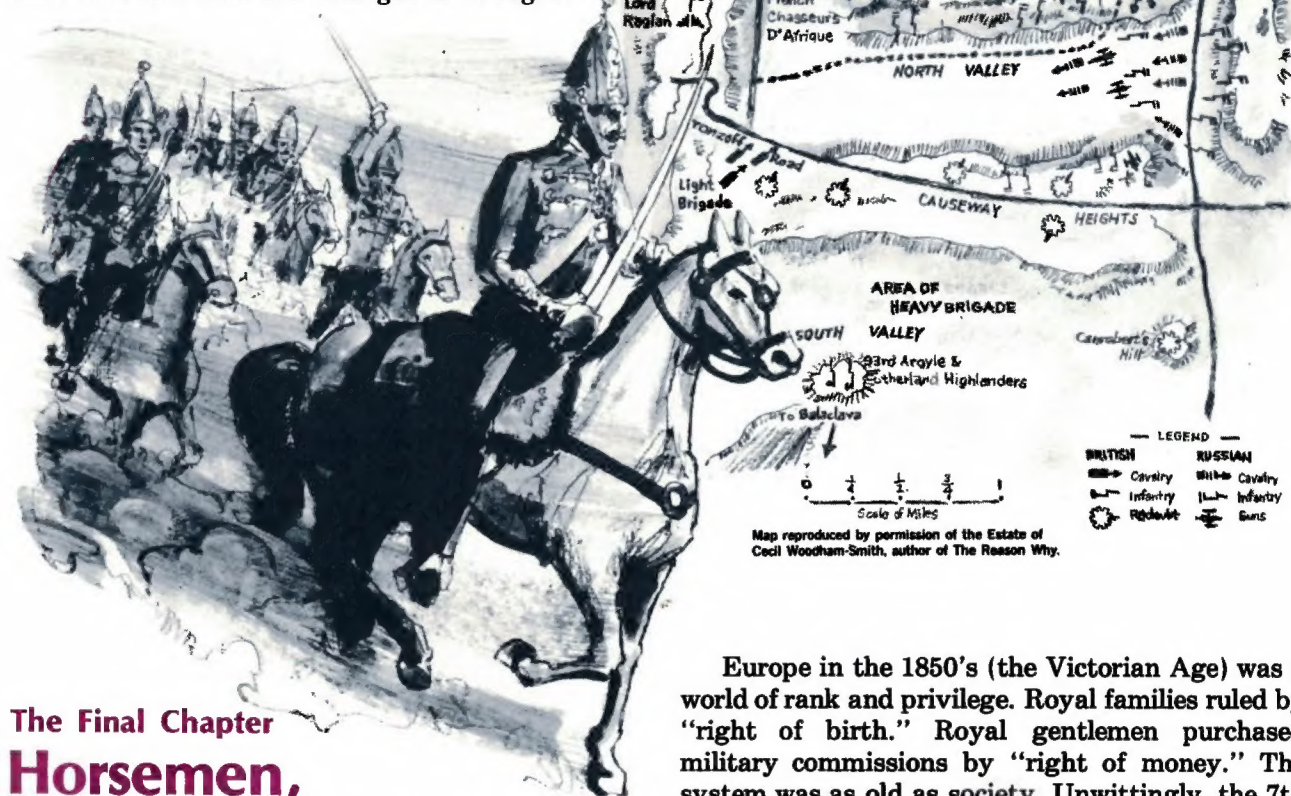 Lord
Raglan
Chasseurs
D'Afrique
NORTH VALLEY
Road
Light
Brigade
CAUSEWAY
HEIGHTS
AREA OF
HEAVY BRIGADE
SOUTH VALLEY
Canrobert's
Hill
93rd Argyle &
Highlanders
To Balaclava
— LEGEND —
BRITISH RUSSIAN
Cavalry Cavalry
Infantry Infantry
Redoubt Guns
0 1/4 1/2 3/4 1
Scale of Miles
Map reproduced by permission of the Estate of
Cecil Woodham-Smith, author of The Reason Why.
The Final Chapter
Horsemen,
Europe in the 1850's (the Victorian Age) was
world of rank and privilege. Royal families ruled
"right of birth." Royal gentlemen
military commissions by "right of money."
system was as old as society. Unwittingly, the 7th